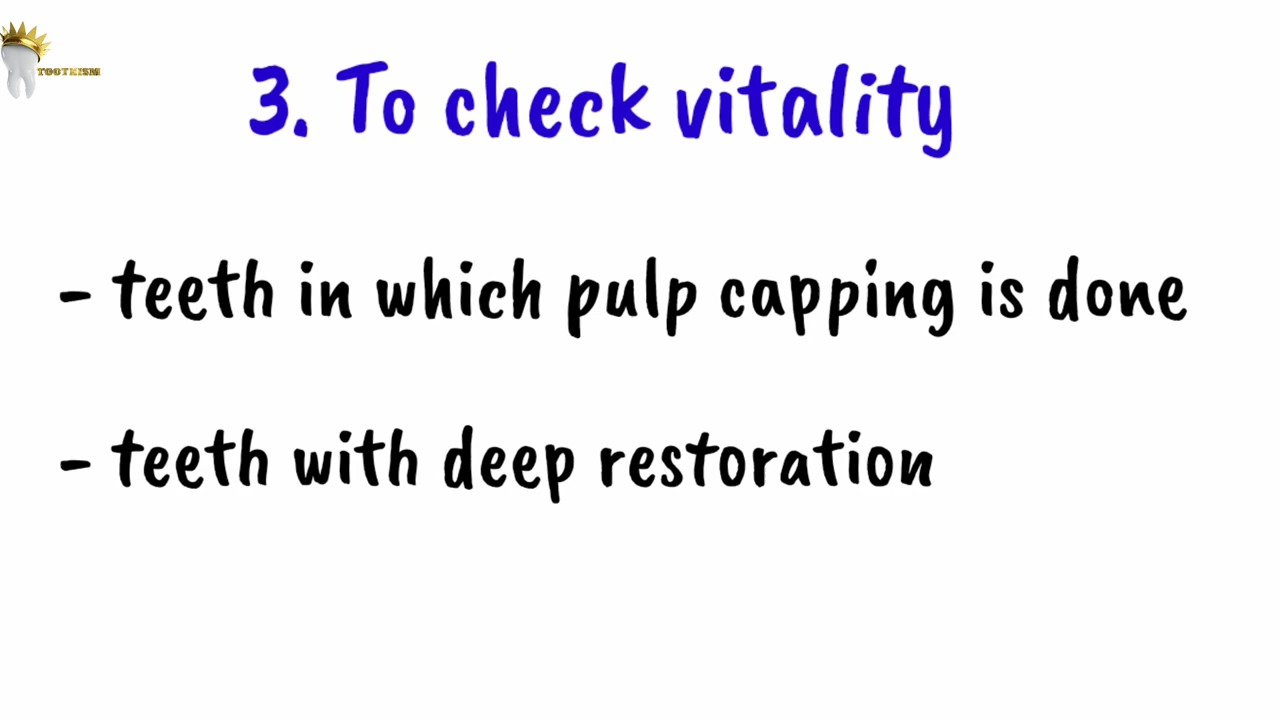 TOOTHISM
3. To check vitality
- teeth in which pulp capping is done
- teeth with deep restoration